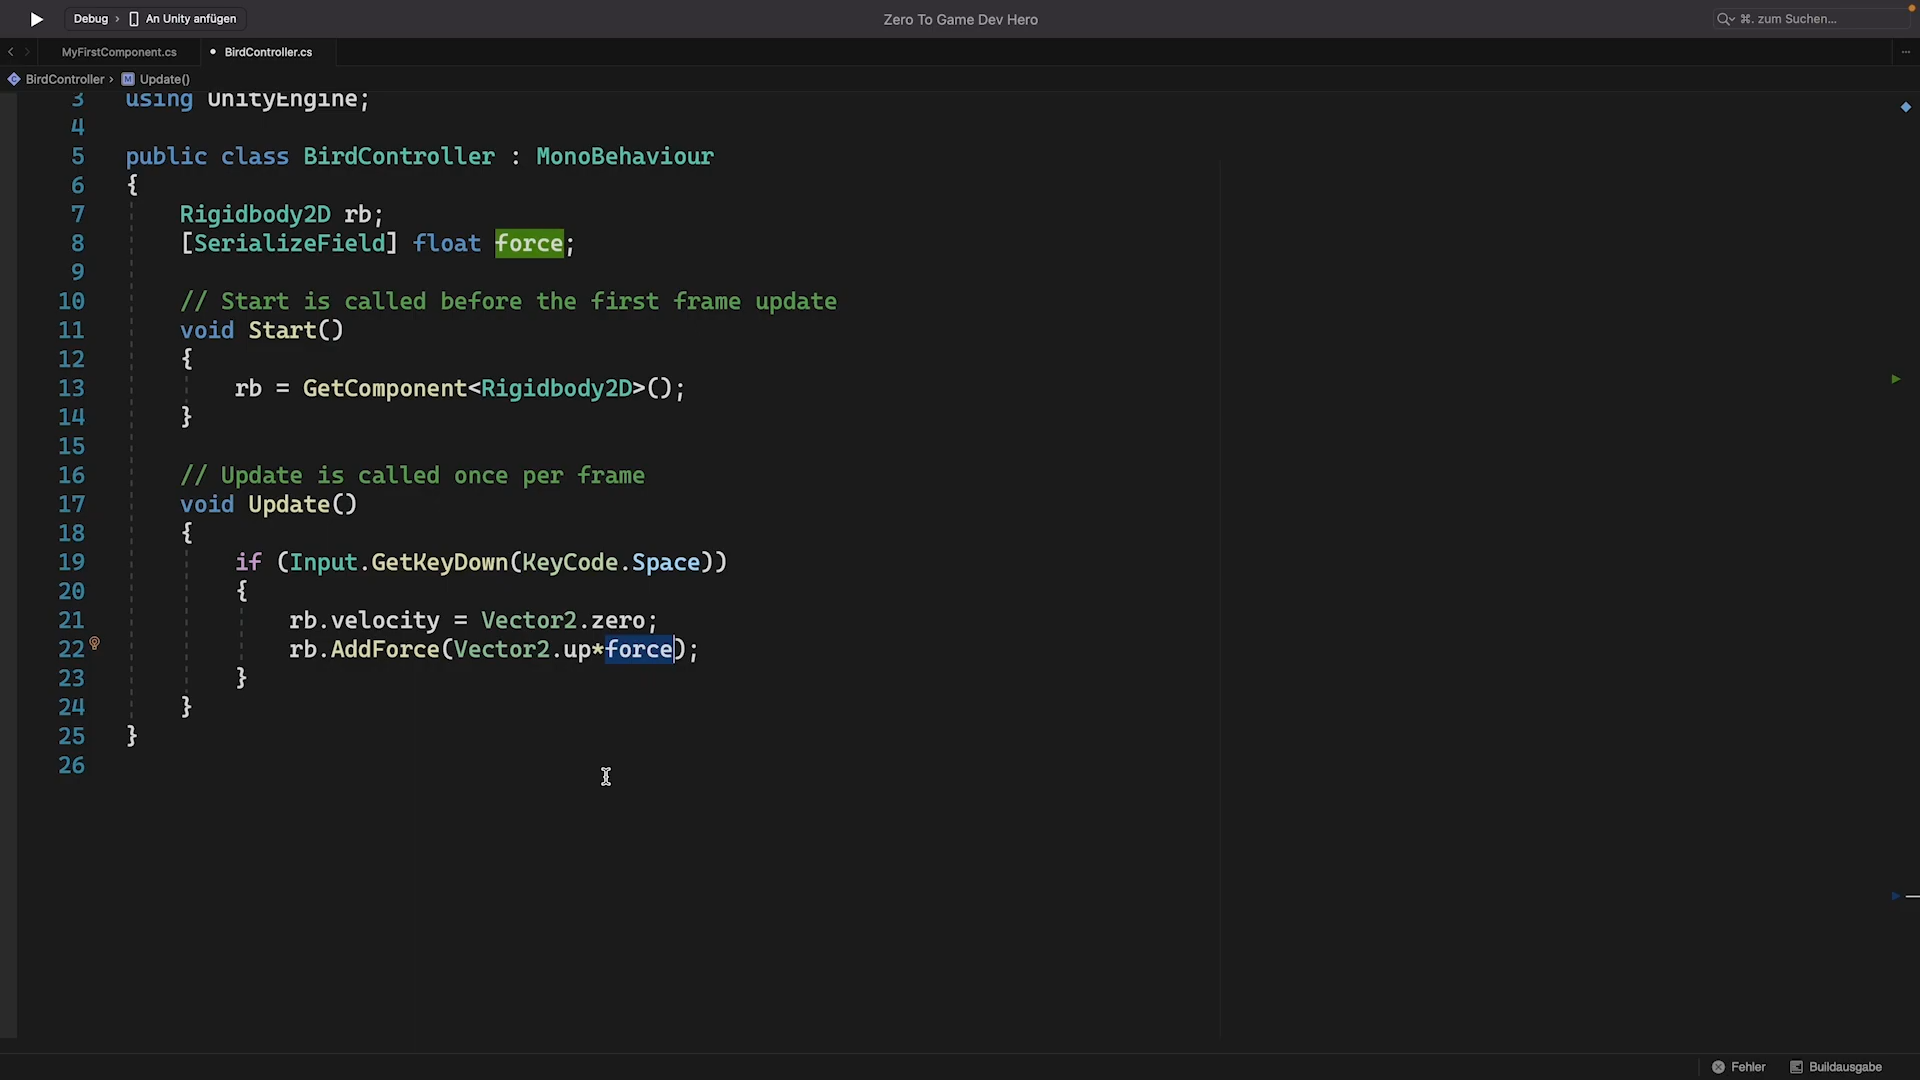 Debug › An Unity anfügen
Zero To Game Dev Hero
⌘. zum Suchen...
MyFirstComponent.cs
BirdController.cs
BirdController › M Update()
3 using UnityEngine;
4
5 public class BirdController : MonoBehaviour
6 {
7 Rigidbody2D rb;
8 [SerializeField] float force;
9
10 // Start is called before the first frame update
11 void Start()
12 {
13 rb = GetComponent<Rigidbody2D>();
14 }
15
16 // Update is called once per frame
17 void Update()
18 {
19 if (Input.GetKeyDown(KeyCode.Space))
20 {
21 rb.velocity = Vector2.zero;
22 rb.AddForce(Vector2.up*force);
23 }
24 }
25 }
26
Fehler
Buildausgabe